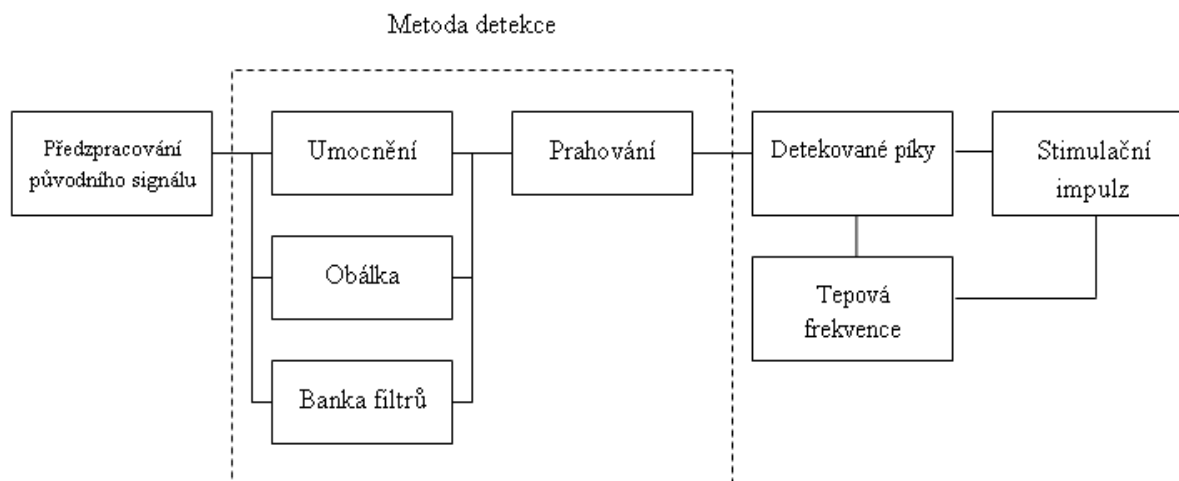 Metoda detekce
Předzpracování
původního signálu
Umocnění
Prahování
Detekované píky
Stimulační
impulz
Obálka
Tepová
frekvence
Banka filtrů